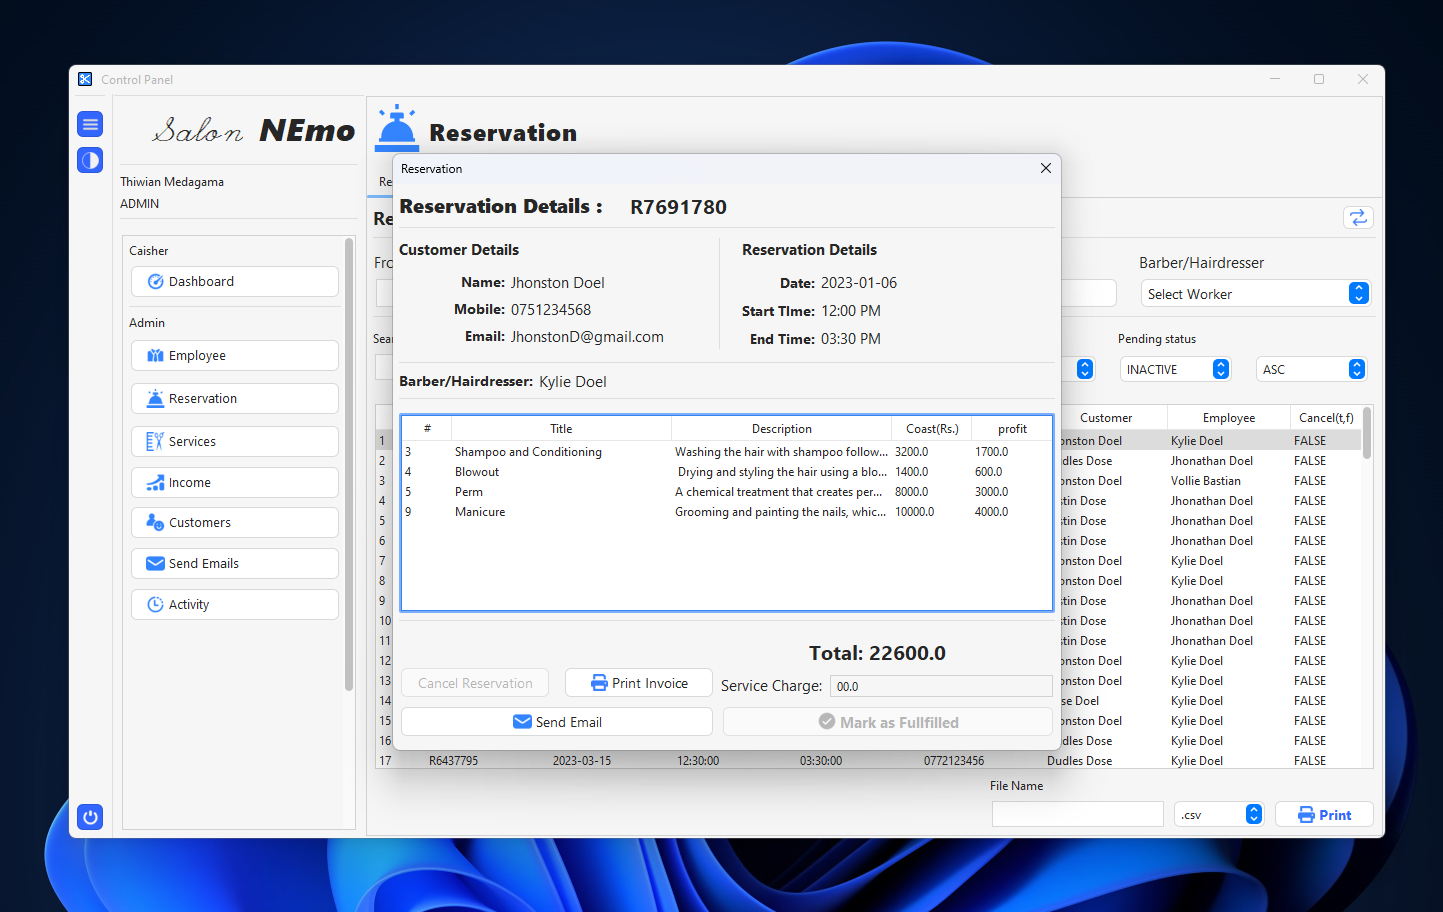 Control Panel
Salon NEmo
Thiwian Medagama
ADMIN
Caisher
Dashboard
Admin
Employee
Reservation
Services
Income
Customers
Send Emails
Activity
Reservation
Reservation
Reservation Details : R7691780
Customer Details
Name: Jhonston Doel
Mobile: 0751234568
Email: JhonstonD@gmail.com
Reservation Details
Date: 2023-01-06
Start TIme: 12:00 PM
End Time: 03:30 PM
Barber/Hairdresser: Kylie Doel
# Title Description Coast(Rs.) profit
3 Shampoo and Conditioning Washing the hair with shampoo follow... 3200.0 1700.0
4 Blowout Drying and styling the hair using a blo... 1400.0 600.0
5 Perm A chemical treatment that creates per... 8000.0 3000.0
9 Manicure Grooming and painting the nails, whic... 10000.0 4000.0
Total: 22600.0
Cancel Reservation
Print Invoice
Service Charge: 00.0
Send Email
Mark as Fullfilled
Barber/Hairdresser
Select Worker
Pending status
INACTIVE
ASC
Customer Employee Cancel(t,f)
1 onston Doel Kylie Doel FALSE
2 dles Dose Jhonathan Doel FALSE
3 onston Doel Vollie Bastian FALSE
4 stin Dose Jhonathan Doel FALSE
5 stin Dose Jhonathan Doel FALSE
6 stin Dose Jhonathan Doel FALSE
7 onston Doel Kylie Doel FALSE
8 onston Doel Kylie Doel FALSE
9 stin Dose Jhonathan Doel FALSE
10 stin Dose Jhonathan Doel FALSE
11 stin Dose Jhonathan Doel FALSE
12 onston Doel Kylie Doel FALSE
13 onston Doel Kylie Doel FALSE
14 se Doel Kylie Doel FALSE
15 onston Doel Kylie Doel FALSE
16 dles Dose Kylie Doel FALSE
17 R6437795 2023-03-15 12:30:00 03:30:00 0772123456 Dudles Dose Kylie Doel FALSE
File Name
.csv
Print